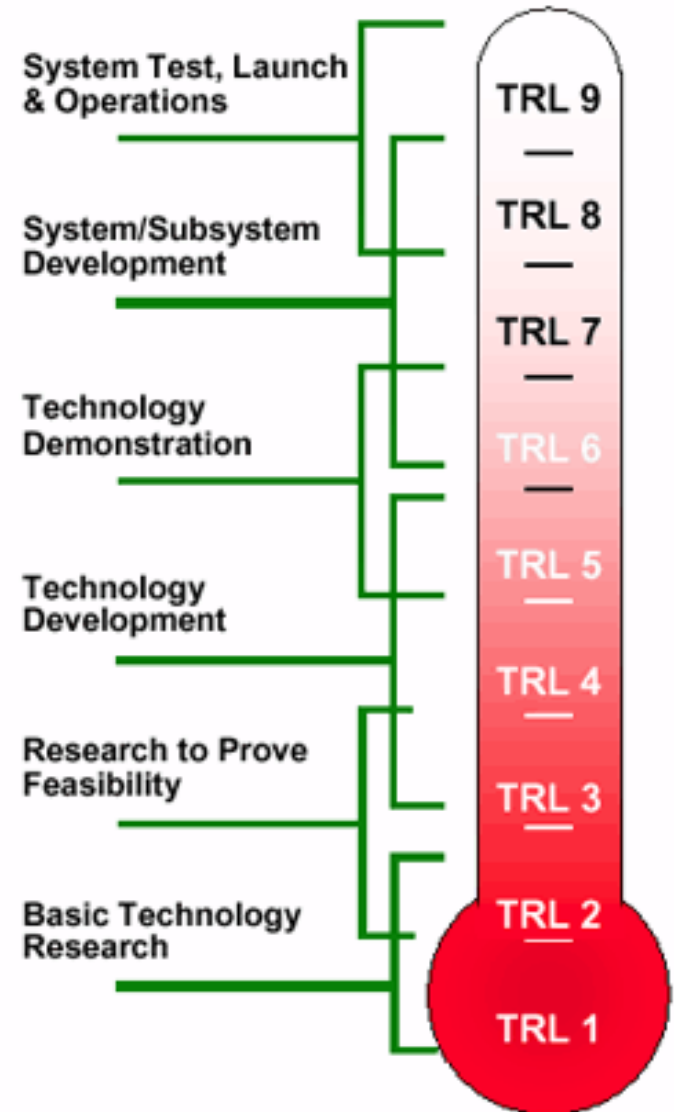 System Test, Launch
& Operations
System/Subsystem
Development
Technology
Demonstration
Technology
Development
Research to Prove
Feasibility
Basic Technology
Research
TRL 9
TRL 8
TRL 7
TRL 6
TRL 5
TRL 4
TRL 3
TRL 2
TRL 1